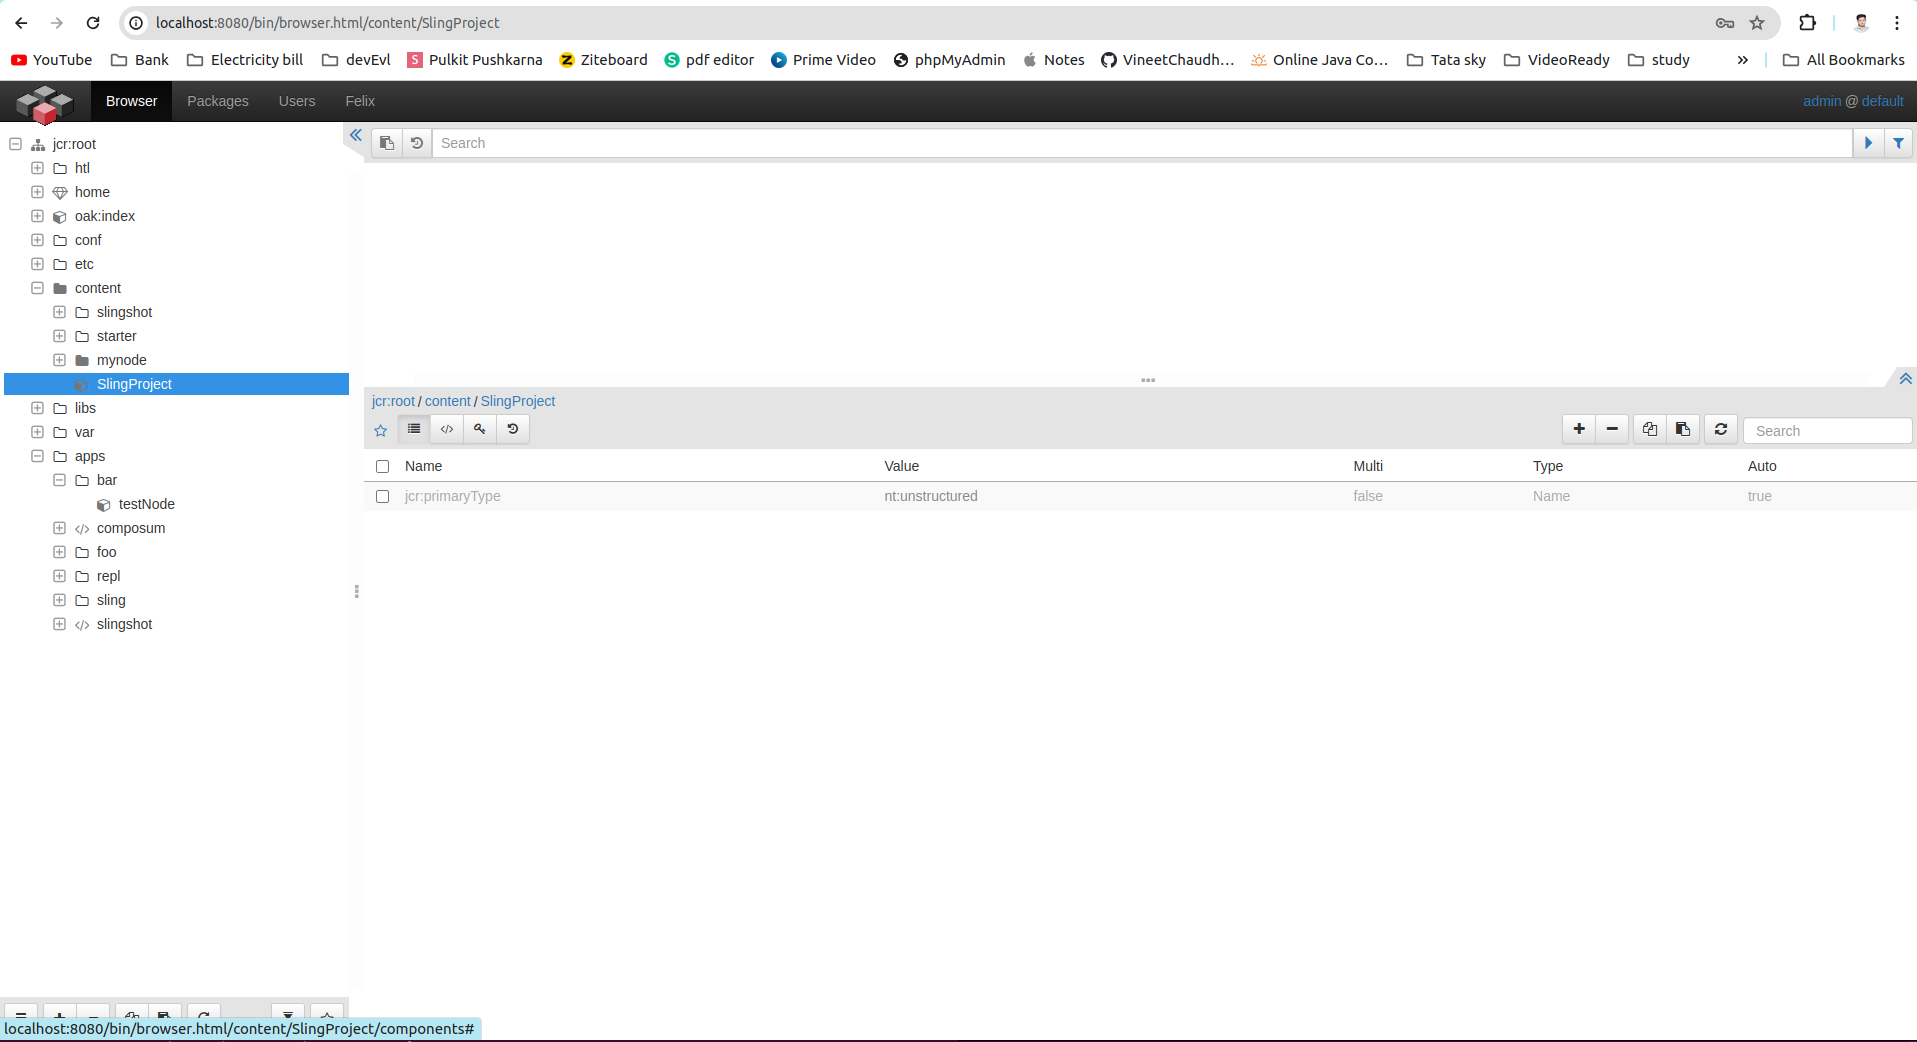 localhost:8080/bin/browser.html/content/SlingProject
YouTube Bank Electricity bill devEvl S Pulkit Pushkarna Z Ziteboard S pdf editor Prime Video phpMyAdmin Notes VineetChaudh... Online Java Co... Tata sky VideoReady study » All Bookmarks
Browser Packages Users Felix admin @ default
jcr:root
htl
home
oak:index
conf
etc
content
slingshot
starter
mynode
SlingProject
libs
var
apps
bar
testNode
composum
foo
repl
sling
slingshot
Search
jcr:root / content / SlingProject
Search
Name Value Multi Type Auto
jcr:primaryType nt:unstructured false Name true
localhost:8080/bin/browser.html/content/SlingProject/components#